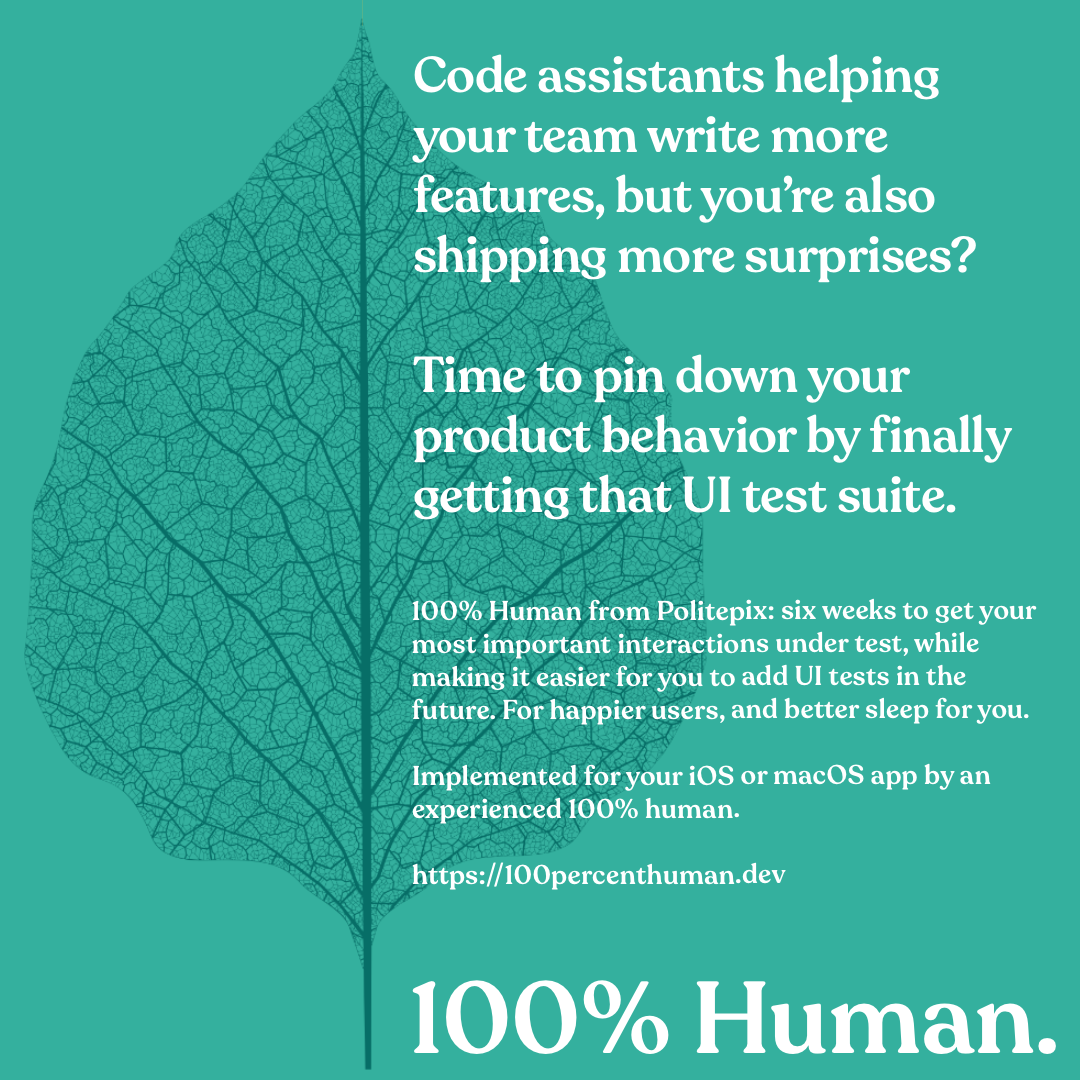 Code assistants helping
your team write more
features, but you’re also
shipping more surprises?
Time to pin down your
product behavior by finally
getting that UI test suite.
100% Human from Politepix: six weeks to get your
most important interactions under test, while
making it easier for you to add UI tests in the
future. For happier users, and better sleep for you.
Implemented for your iOS or macOS app by an
experienced 100% human.
https://100percenthuman.dev
100% Human.